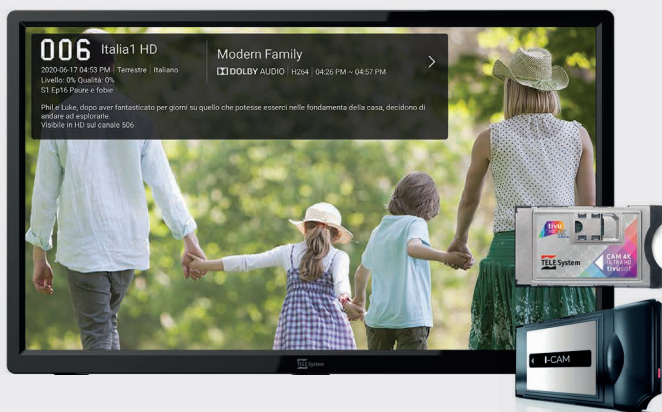 006 Italia1 HD
2020-06-17 04:53 PM | Terrestre | Italiano
Livello: 0% Qualità: 0%
S1 Ep16 Paure e fobie
Modern Family
DOLBY AUDIO | H264 | 04:26 PM ~ 04:57 PM
Phil e Luke, dopo aver fantasticato per giorni su quello che potesse esserci nelle fondamenta della casa, decidono di
andare ad esplorarle.
Visibile in HD sul canale 506
tivù
TELE System
CAM 4K
ULTRA HD
tivùsat
I-CAM
TELE System